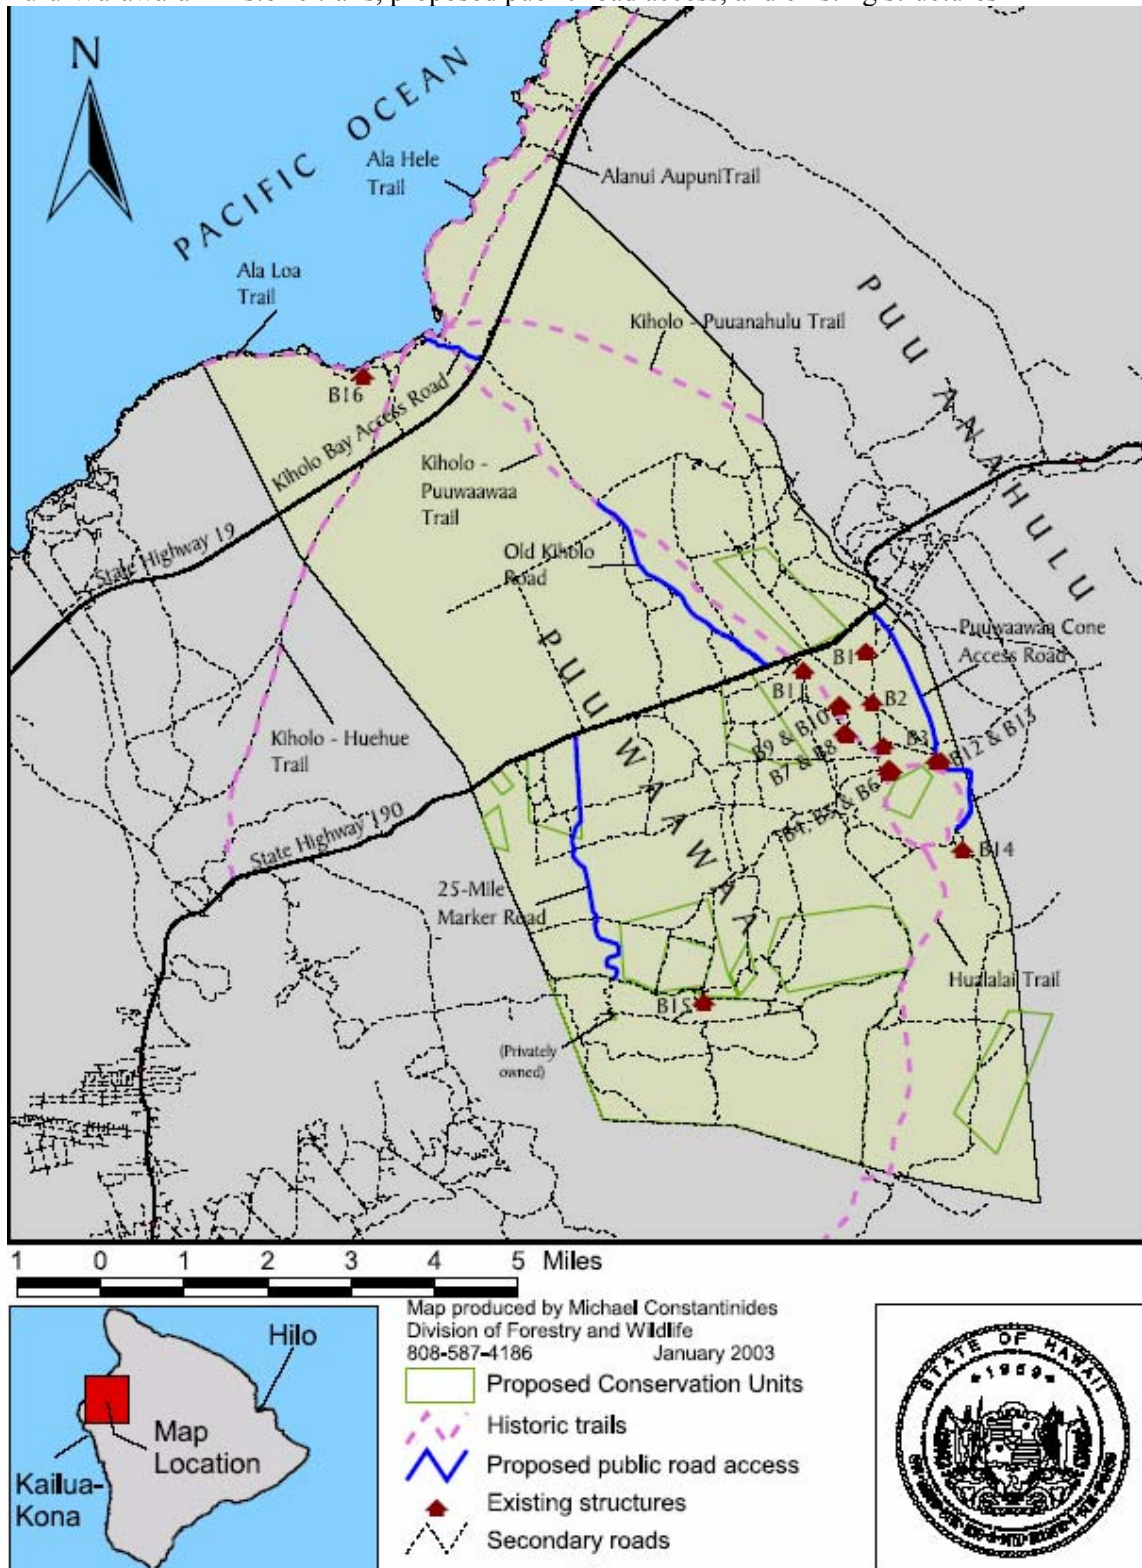 N
PACIFIC OCEAN
Ala Hele
Trail
Alanui AupuniTrail
Ala Loa
Trail
Kiholo - Puuanahulu Trail
PUU ANAHULU
B16
Kiholo Bay Access Road
Kiholo -
Puuwaawaa
Trail
State Highway 19
Old Kiholo
Road
PUU WAAWAA
Puuwaawaa Cone
Access Road
B1
B11
B2
B9 & B10
B3
B7 & B8
B12 & B13
B4, B5 & B6
Kiholo - Huehue
Trail
B14
State Highway 190
25-Mile
Marker Road
Hualalai Trail
B15
(Privately
owned)
1 0 1 2 3 4 5 Miles
Map produced by Michael Constantinides
Division of Forestry and Wildlife
808-587-4186 January 2003
Hilo
Map
Location
Kailua-
Kona
Proposed Conservation Units
Historic trails
Proposed public road access
Existing structures
Secondary roads
STATE OF HAWAII
1959